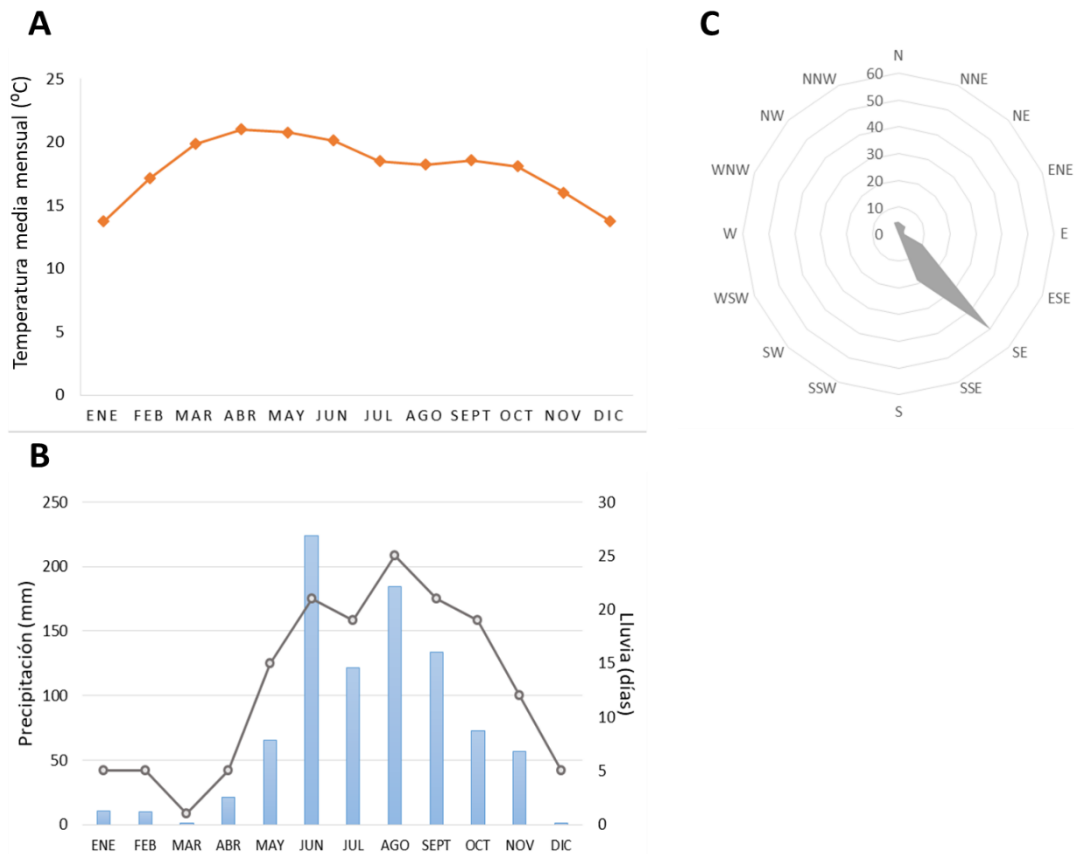 A
Temperatura media mensual (⁰C)
25
20
15
10
5
0
ENE FEB MAR ABR MAY JUN JUL AGO SEPT OCT NOV DIC
B
Precipitación (mm)
250
200
150
100
50
0
ENE FEB MAR ABR MAY JUN JUL AGO SEPT OCT NOV DIC
30
25
20
15
10
5
0
Lluvia (días)
C
N
NNE
NE
ENE
E
ESE
SE
SSE
S
SSW
SW
WSW
W
WNW
NW
NNW
60
50
40
30
20
10
0